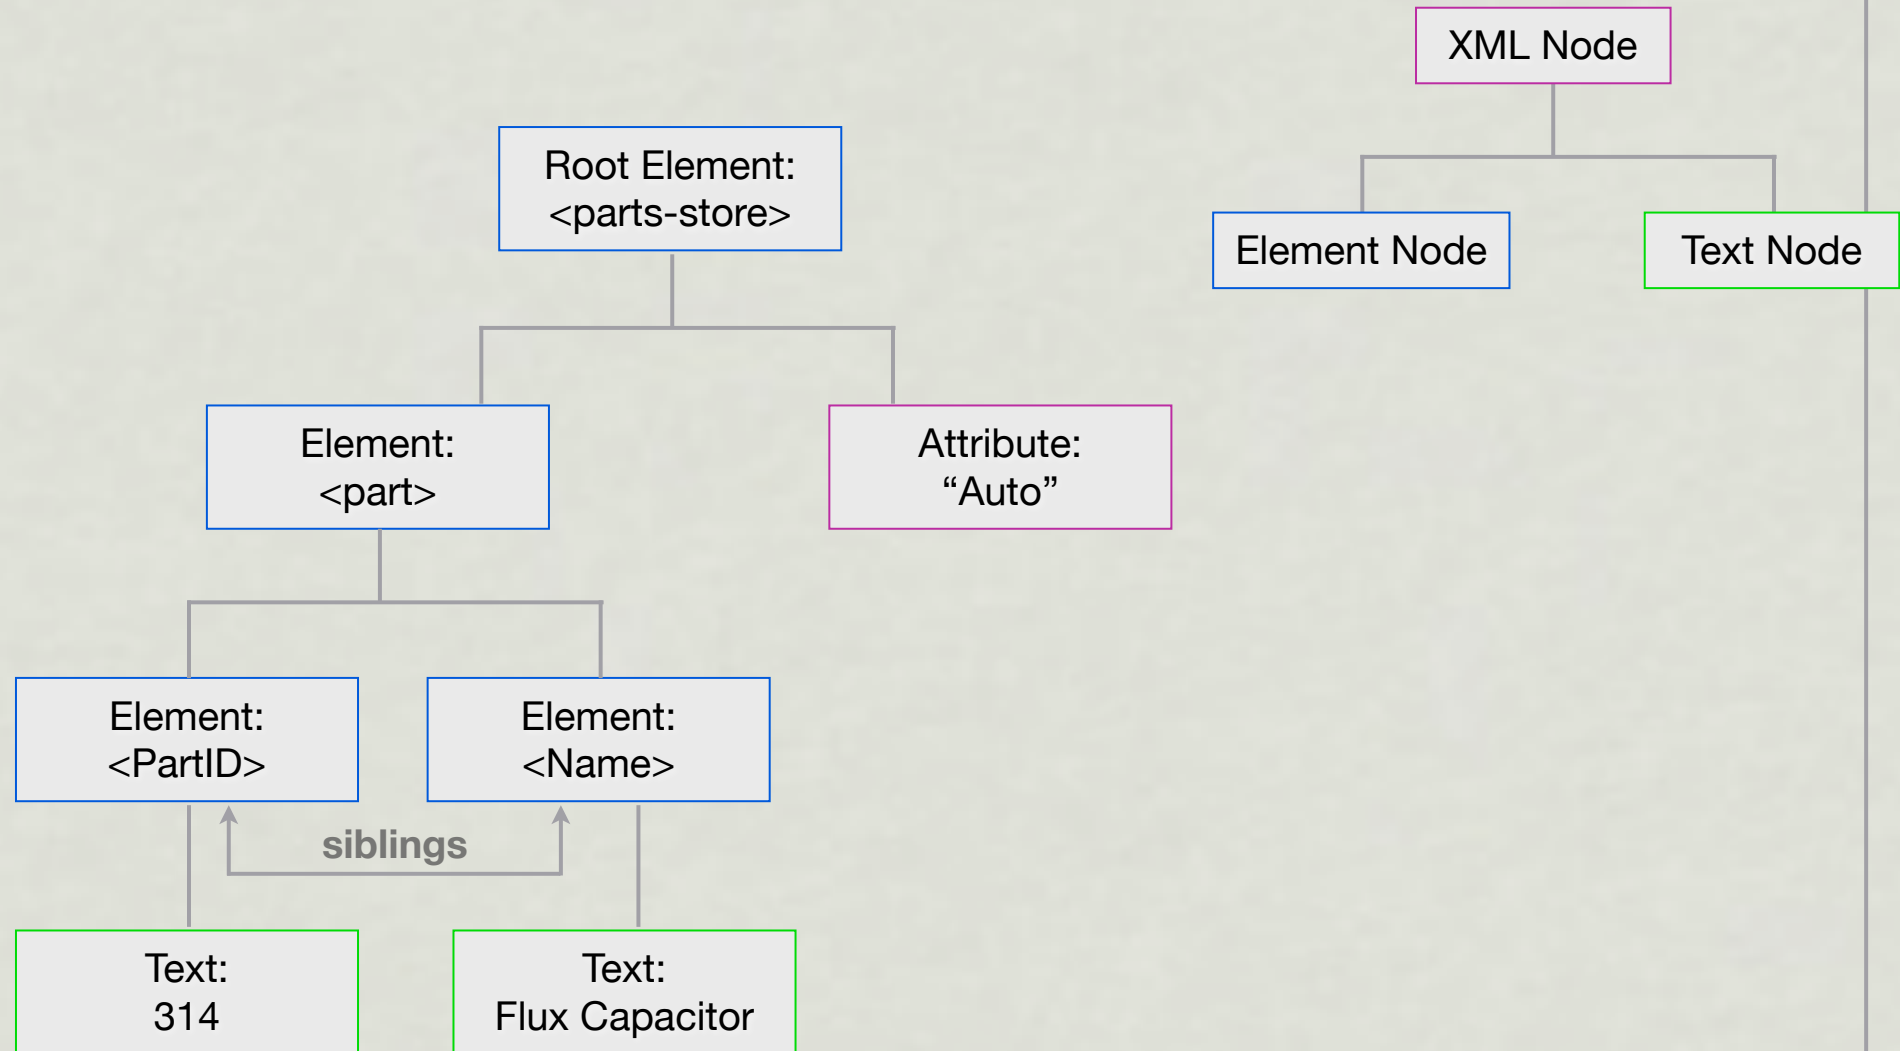 XML Node
Root Element:
<parts-store>
Element Node
Text Node
Element:
<part>
Attribute:
“Auto”
Element:
<PartID>
Element:
<Name>
siblings
Text:
314
Text:
Flux Capacitor